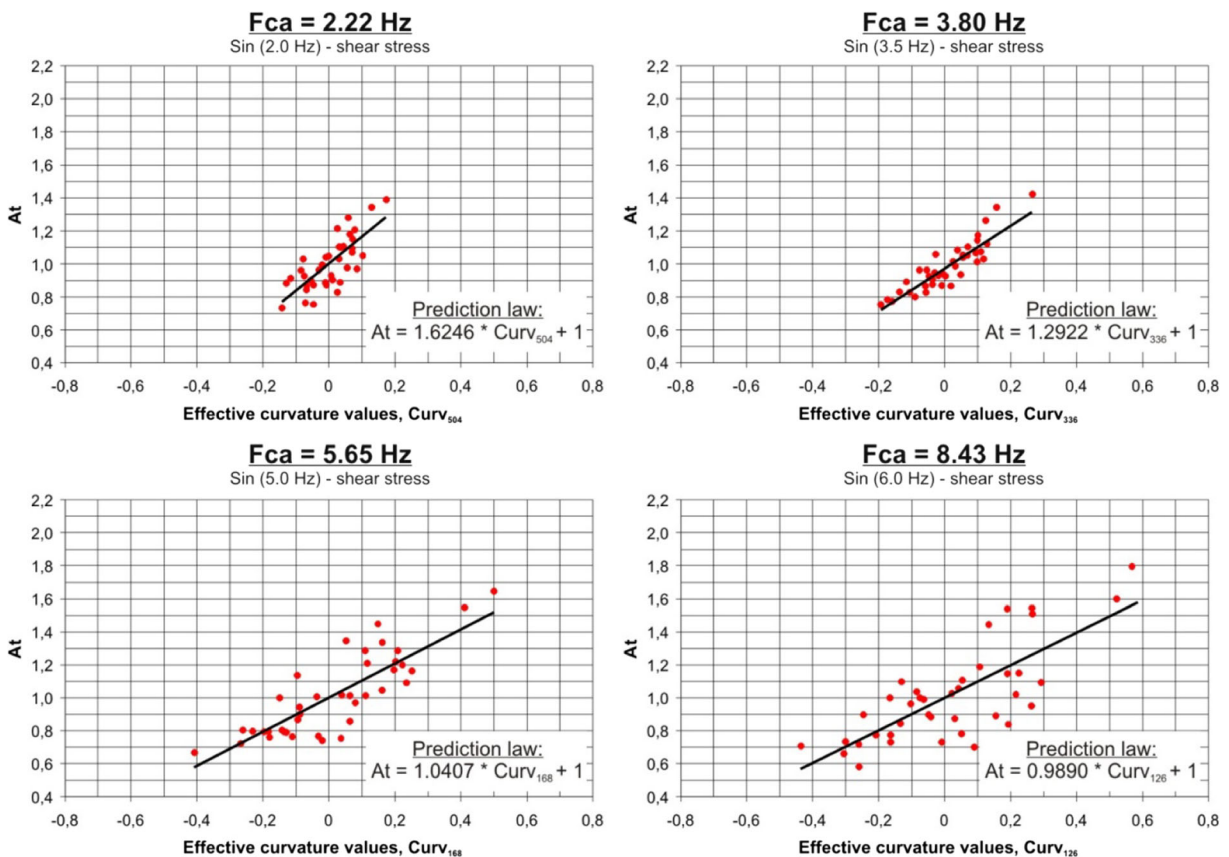 Fca = 2.22 Hz
Sin (2.0 Hz) - shear stress
2,2
2,0
1,8
1,6
1,4
1,2
1,0
0,8
0,6
0,4
At
Prediction law:
At = 1.6246 * Curv504 + 1
-0,8 -0,6 -0,4 -0,2 0 0,2 0,4 0,6 0,8
Effective curvature values, Curv504
Fca = 3.80 Hz
Sin (3.5 Hz) - shear stress
2,2
2,0
1,8
1,6
1,4
1,2
1,0
0,8
0,6
0,4
At
Prediction law:
At = 1.2922 * Curv336 + 1
-0,8 -0,6 -0,4 -0,2 0 0,2 0,4 0,6 0,8
Effective curvature values, Curv336
Fca = 5.65 Hz
Sin (5.0 Hz) - shear stress
2,2
2,0
1,8
1,6
1,4
1,2
1,0
0,8
0,6
0,4
At
Prediction law:
At = 1.0407 * Curv168 + 1
-0,8 -0,6 -0,4 -0,2 0 0,2 0,4 0,6 0,8
Effective curvature values, Curv168
Fca = 8.43 Hz
Sin (6.0 Hz) - shear stress
2,2
2,0
1,8
1,6
1,4
1,2
1,0
0,8
0,6
0,4
At
Prediction law:
At = 0.9890 * Curv126 + 1
-0,8 -0,6 -0,4 -0,2 0 0,2 0,4 0,6 0,8
Effective curvature values, Curv126